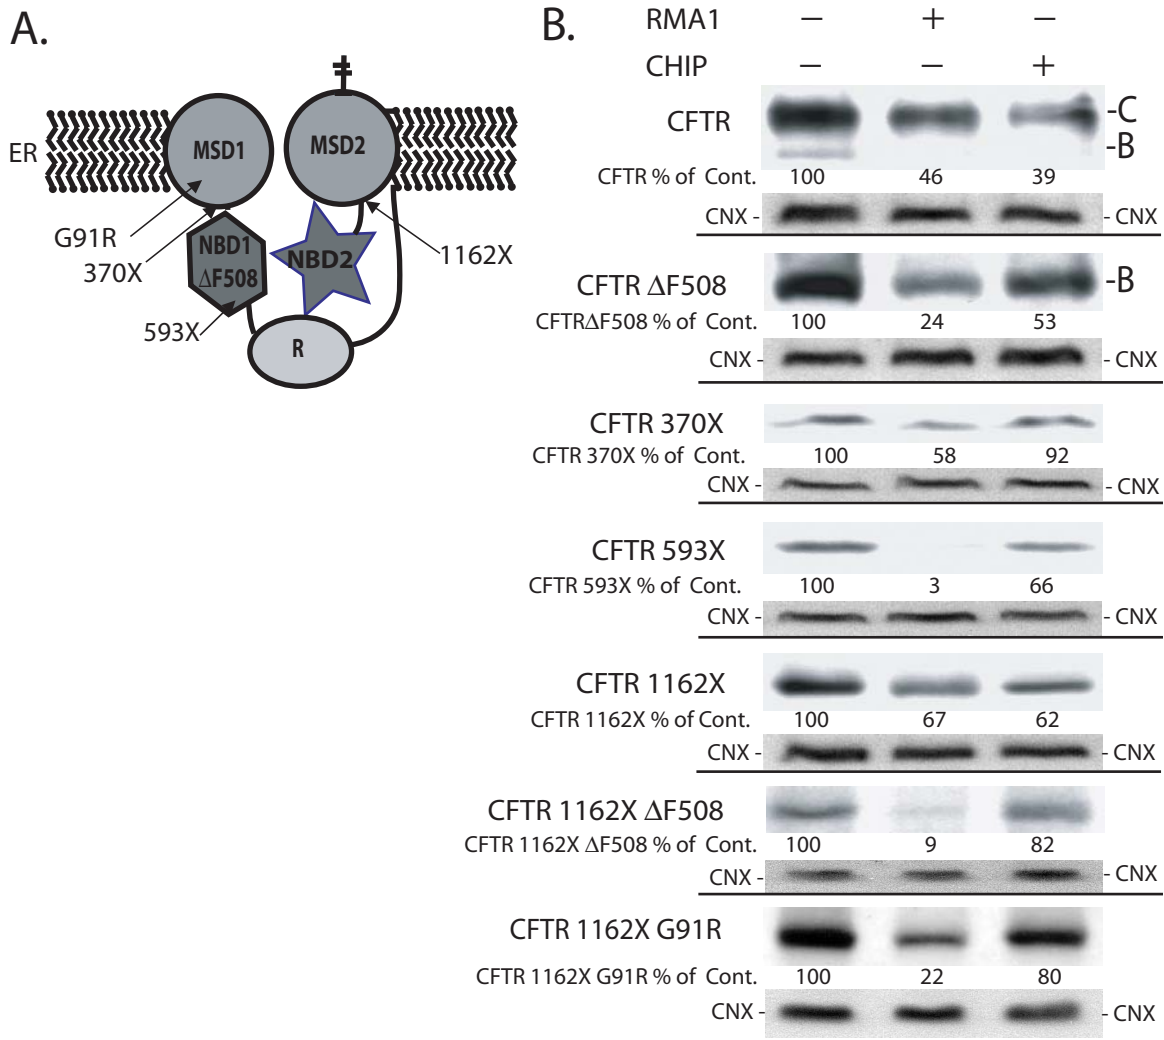 A.
ER
MSD1
MSD2
G91R
370X
NBD1
ΔF508
NBD2
1162X
593X
R
B.
RMA1 − + −
CHIP − − +
CFTR -C
-B
CFTR % of Cont. 100 46 39
CNX - - CNX
CFTR ΔF508 -B
CFTRΔF508 % of Cont. 100 24 53
CNX - - CNX
CFTR 370X
CFTR 370X % of Cont. 100 58 92
CNX - - CNX
CFTR 593X
CFTR 593X % of Cont. 100 3 66
CNX - - CNX
CFTR 1162X
CFTR 1162X % of Cont. 100 67 62
CNX - - CNX
CFTR 1162X ΔF508
CFTR 1162X ΔF508 % of Cont. 100 9 82
CNX - - CNX
CFTR 1162X G91R
CFTR 1162X G91R % of Cont. 100 22 80
CNX - - CNX